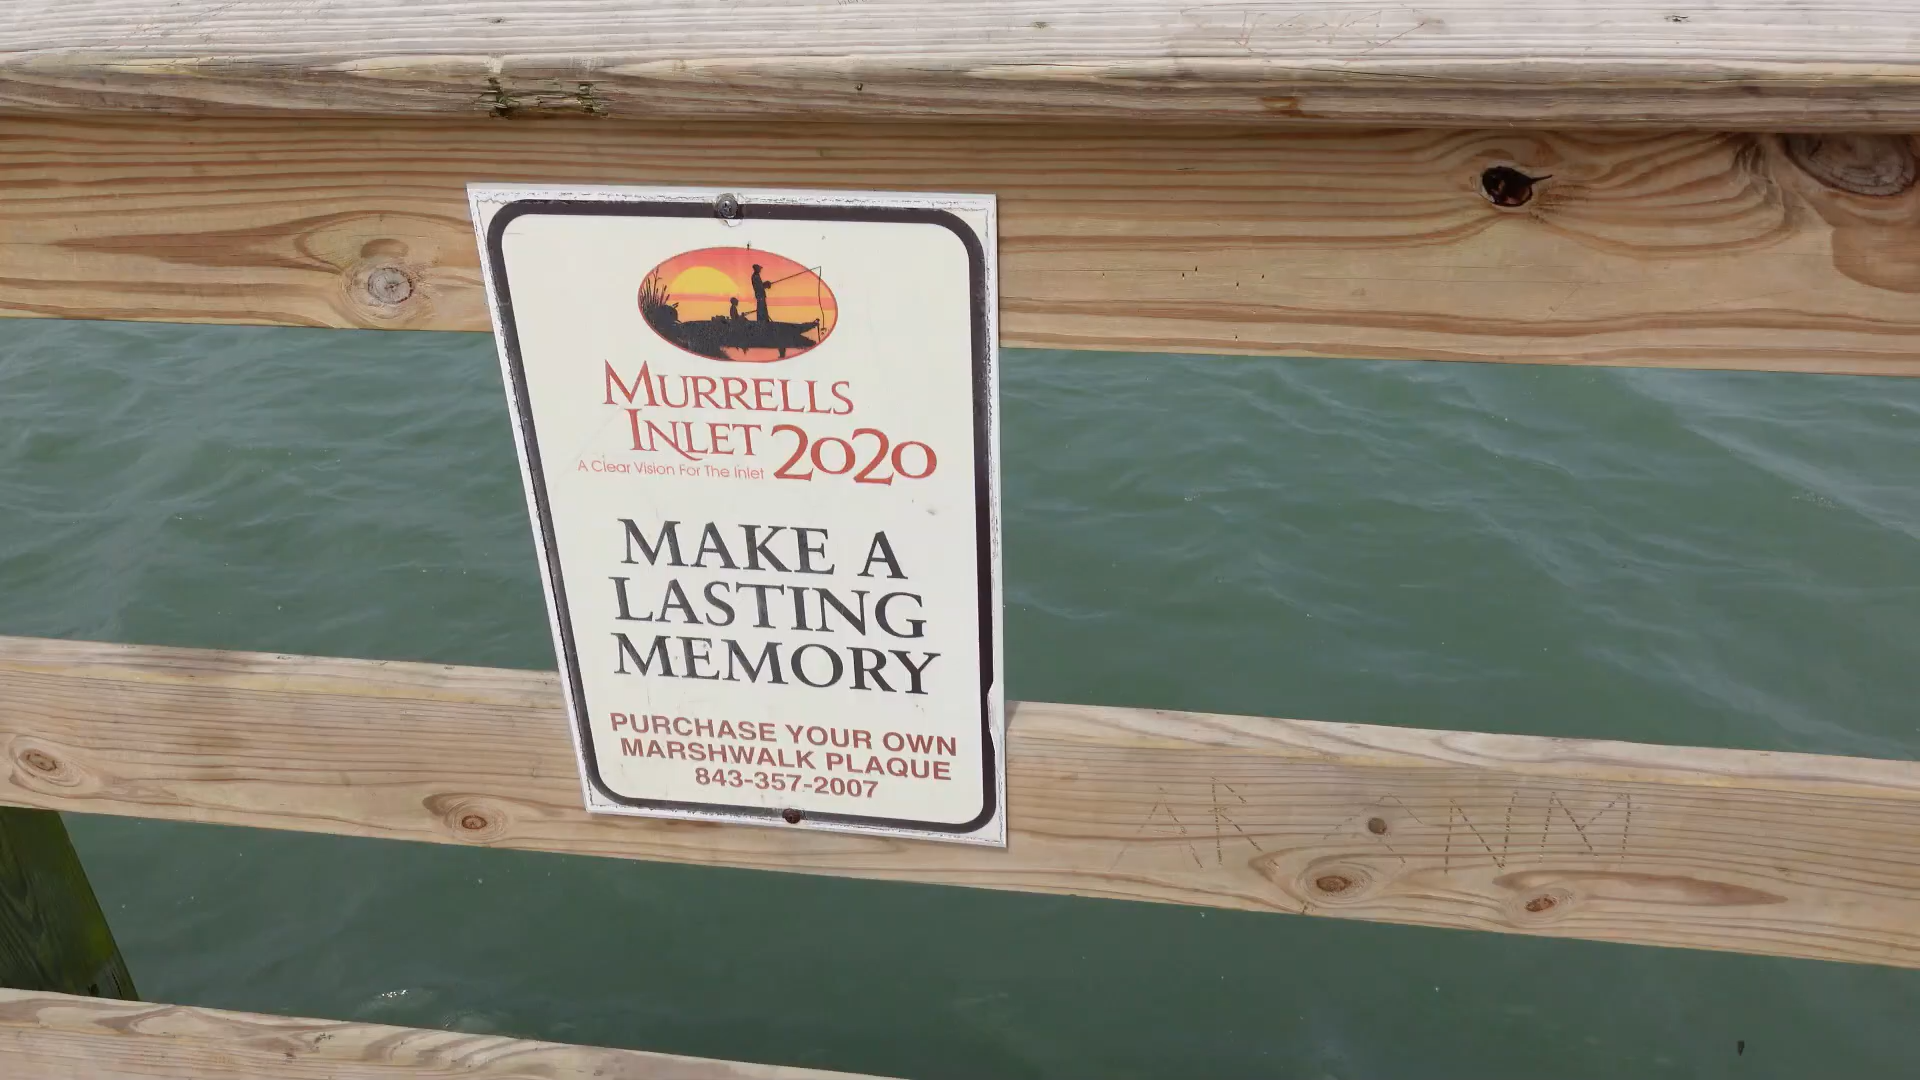 MURRELLS
INLET 2020
A Clear Vision For The Inlet
MAKE A
LASTING
MEMORY
PURCHASE YOUR OWN
MARSHWALK PLAQUE
843-357-2007